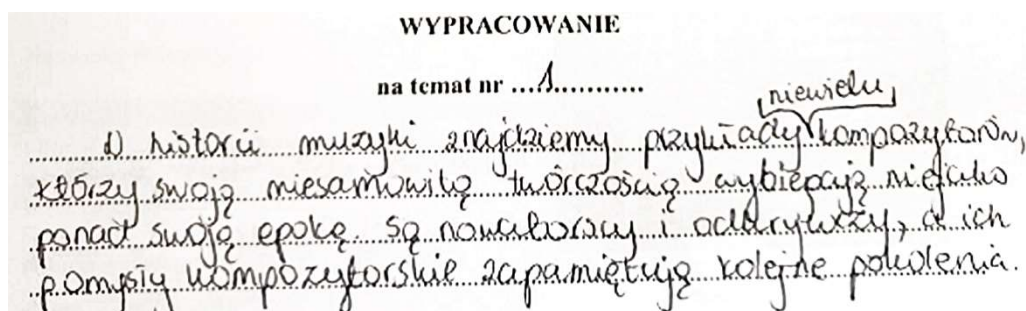 WYPRACOWANIE
na temat nr ...1............
niewielu
W historii muzyki znajdziemy przykłady kompozytorów,
którzy swoją niesamowitą twórczością wybiegają niejako
ponad swoją epokę. Są nowatorscy i odkrywczy, a ich
pomysły kompozytorskie zapamiętują kolejne pokolenia.